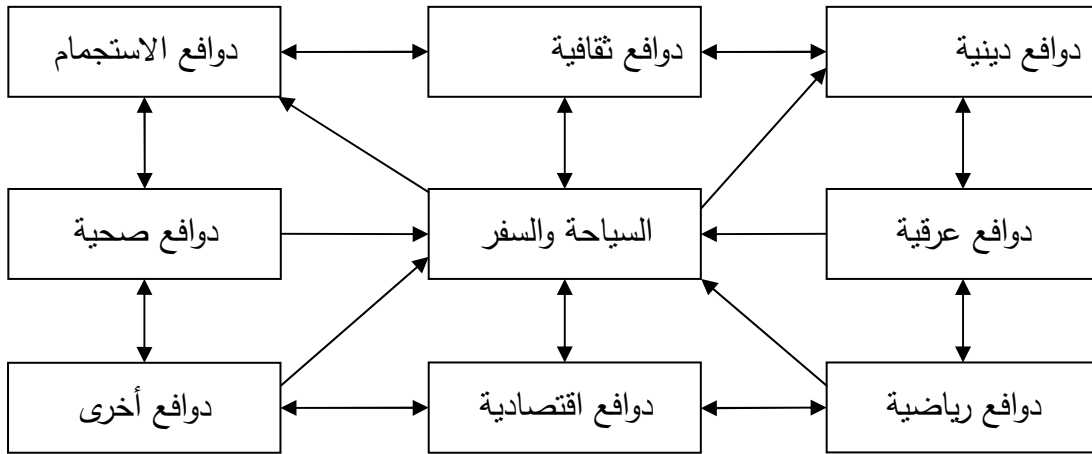 دوافع دينية
دوافع ثقافية
دوافع الاستجمام
دوافع عرقية
السياحة والسفر
دوافع صحية
دوافع رياضية
دوافع اقتصادية
دوافع أخرى